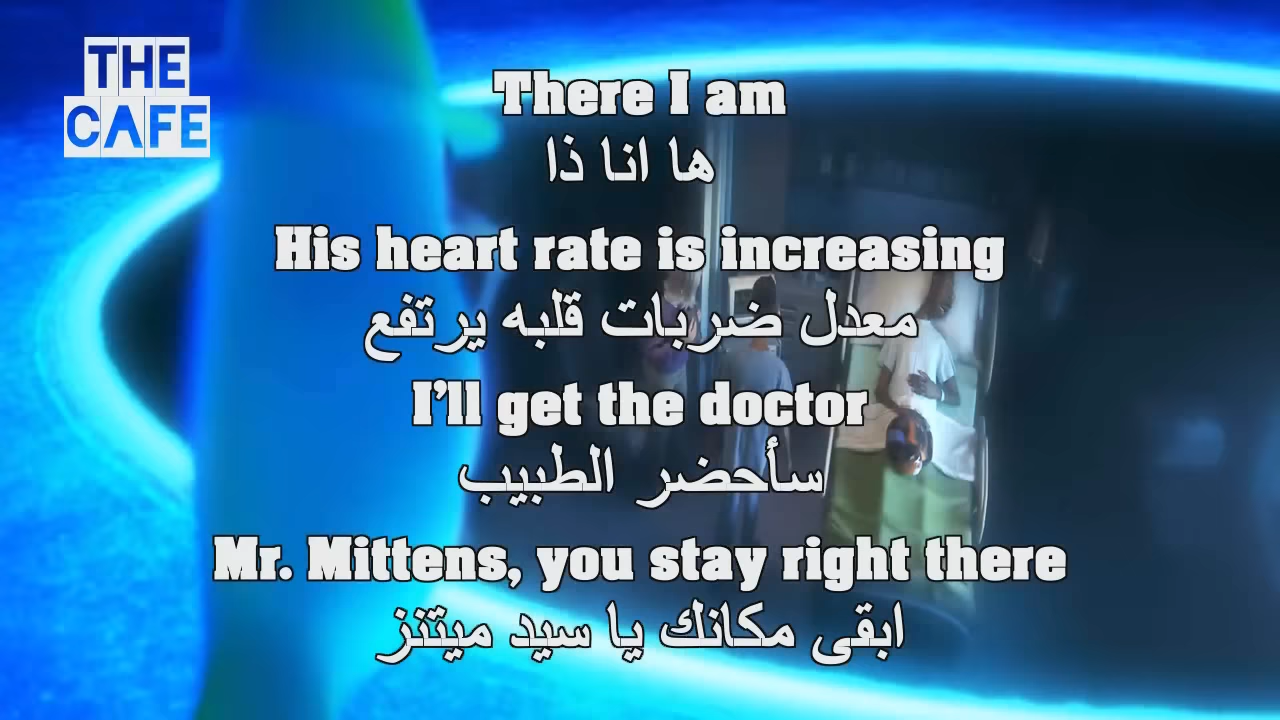 THE
CAFE
There I am
ها انا ذا
His heart rate is increasing
معدل ضربات قلبه يرتفع
I'll get the doctor
سأحضر الطبيب
Mr. Mittens, you stay right there
ابقى مكانك يا سيد ميتنز